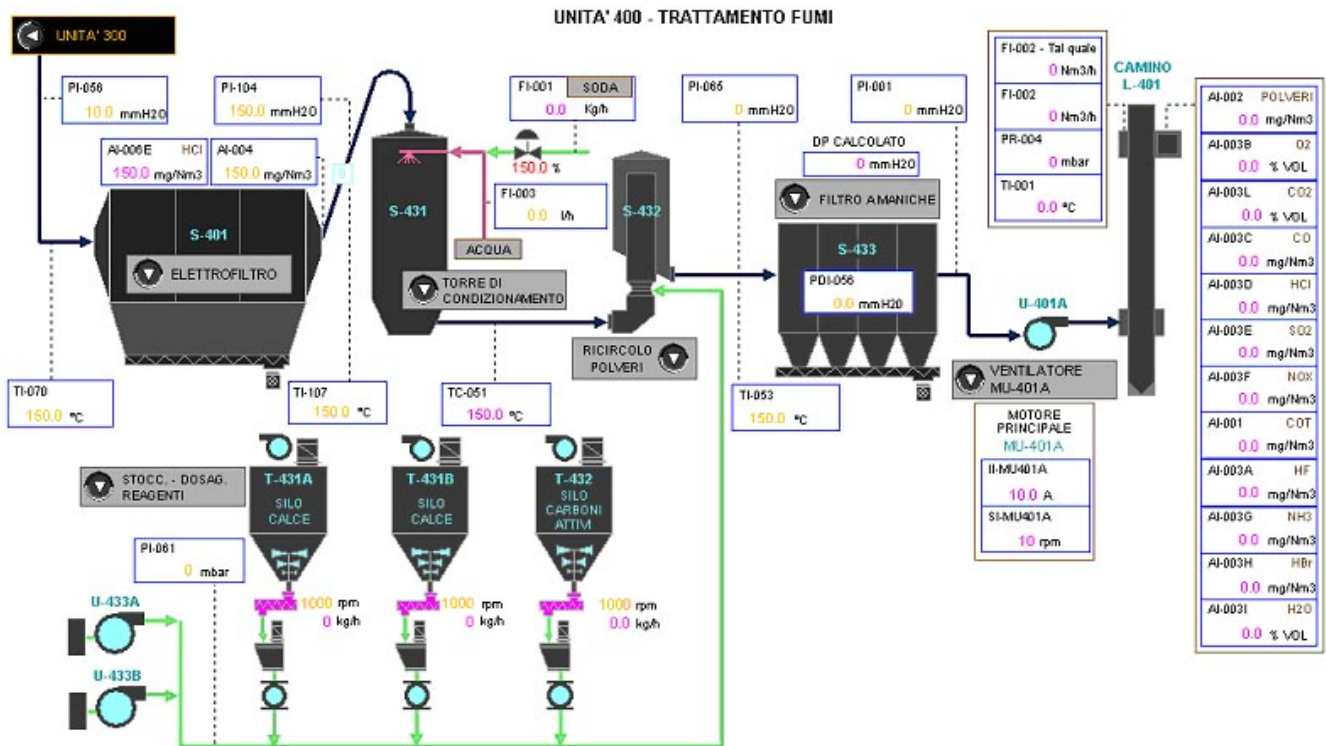 UNITA' 400 - TRATTAMENTO FUMI
UNITA' 300
PI-056
10.0 mmH2O
PI-104
150.0 mmH2O
AI-006E HCl
150.0 mg/Nm3
AI-004
150.0 mg/Nm3
S-401
ELETTROFILTRO
TI-070
150.0 ºC
TI-107
150.0 ºC
S-431
TORRE DI
CONDIZIONAMENTO
FI-001 SODA
0.0 Kg/h
150.0 %
FI-003
0.0 l/h
ACQUA
TC-051
150.0 ºC
S-432
RICIRCOLO
POLVERI
PI-065
0 mmH2O
TI-053
150.0 ºC
PI-001
0 mmH2O
DP CALCOLATO
0 mmH2O
FILTRO A MANICHE
S-433
PDI-056
0.0 mmH2O
U-401A
VENTILATORE
MU-401A
MOTORE
PRINCIPALE
MU-401A
II-MU401A
10.0 A
SI-MU401A
10 rpm
FI-002 - Tal quale
0 Nm3/h
FI-002
0 Nm3/h
PR-004
0 mbar
TI-001
0.0 ºC
CAMINO
L-401
AI-002 POLVERI
0.0 mg/Nm3
AI-003B O2
0.0 % VOL
AI-003L CO2
0.0 % VOL
AI-003C CO
0.0 mg/Nm3
AI-003D HCl
0.0 mg/Nm3
AI-003E SO2
0.0 mg/Nm3
AI-003F NOX
0.0 mg/Nm3
AI-001 COT
0.0 mg/Nm3
AI-003A HF
0.0 mg/Nm3
AI-003G NH3
0.0 mg/Nm3
AI-003H HBr
0.0 mg/Nm3
AI-003I H2O
0.0 % VOL
STOCC. - DOSAG.
REAGENTI
T-431A
SILO
CALCE
1000 rpm
0 kg/h
T-431B
SILO
CALCE
1000 rpm
0 kg/h
T-432
SILO
CARBONI
ATTIVI
1000 rpm
0.0 kg/h
PI-061
0 mbar
U-433A
U-433B